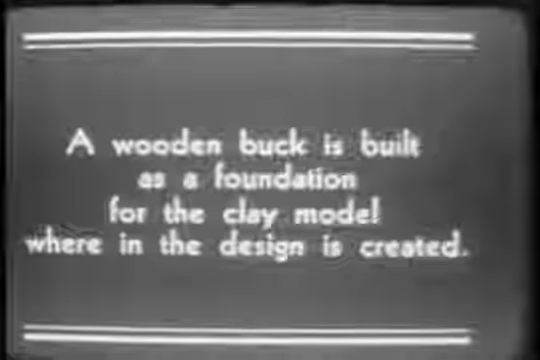 A wooden buck is built
as a foundation
for the clay model
where in the design is created.